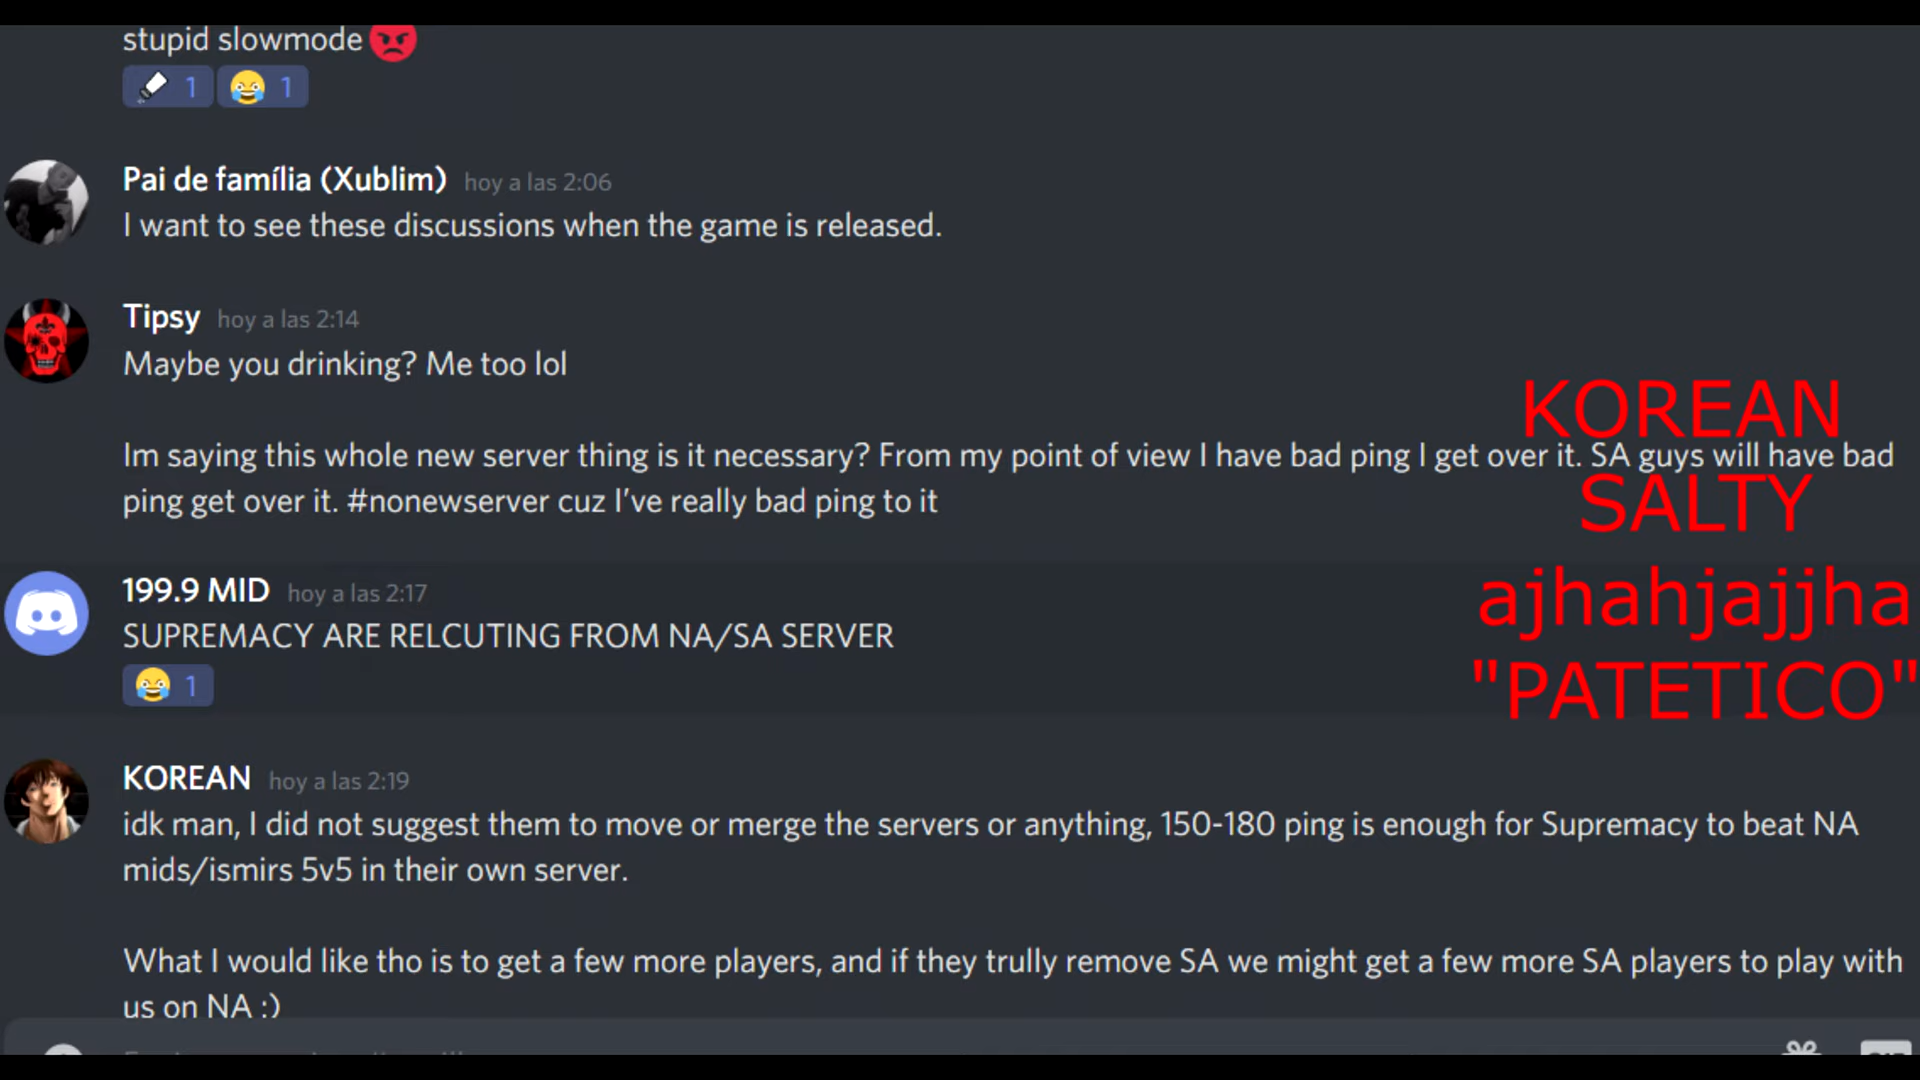 stupid slowmode
1 1
Pai de família (Xublim) hoy a las 2:06
I want to see these discussions when the game is released.
Tipsy hoy a las 2:14
Maybe you drinking? Me too lol
KOREAN
Im saying this whole new server thing is it necessary? From my point of view I have bad ping I get over it. SA guys will have bad
ping get over it. #nonewserver cuz I've really bad ping to it
SALTY
199.9 MID hoy a las 2:17
ajhahjajjha
SUPREMACY ARE RELCUTING FROM NA/SA SERVER
1
"PATETICO"
KOREAN hoy a las 2:19
idk man, I did not suggest them to move or merge the servers or anything, 150-180 ping is enough for Supremacy to beat NA
mids/ismirs 5v5 in their own server.
What I would like tho is to get a few more players, and if they trully remove SA we might get a few more SA players to play with
us on NA :)